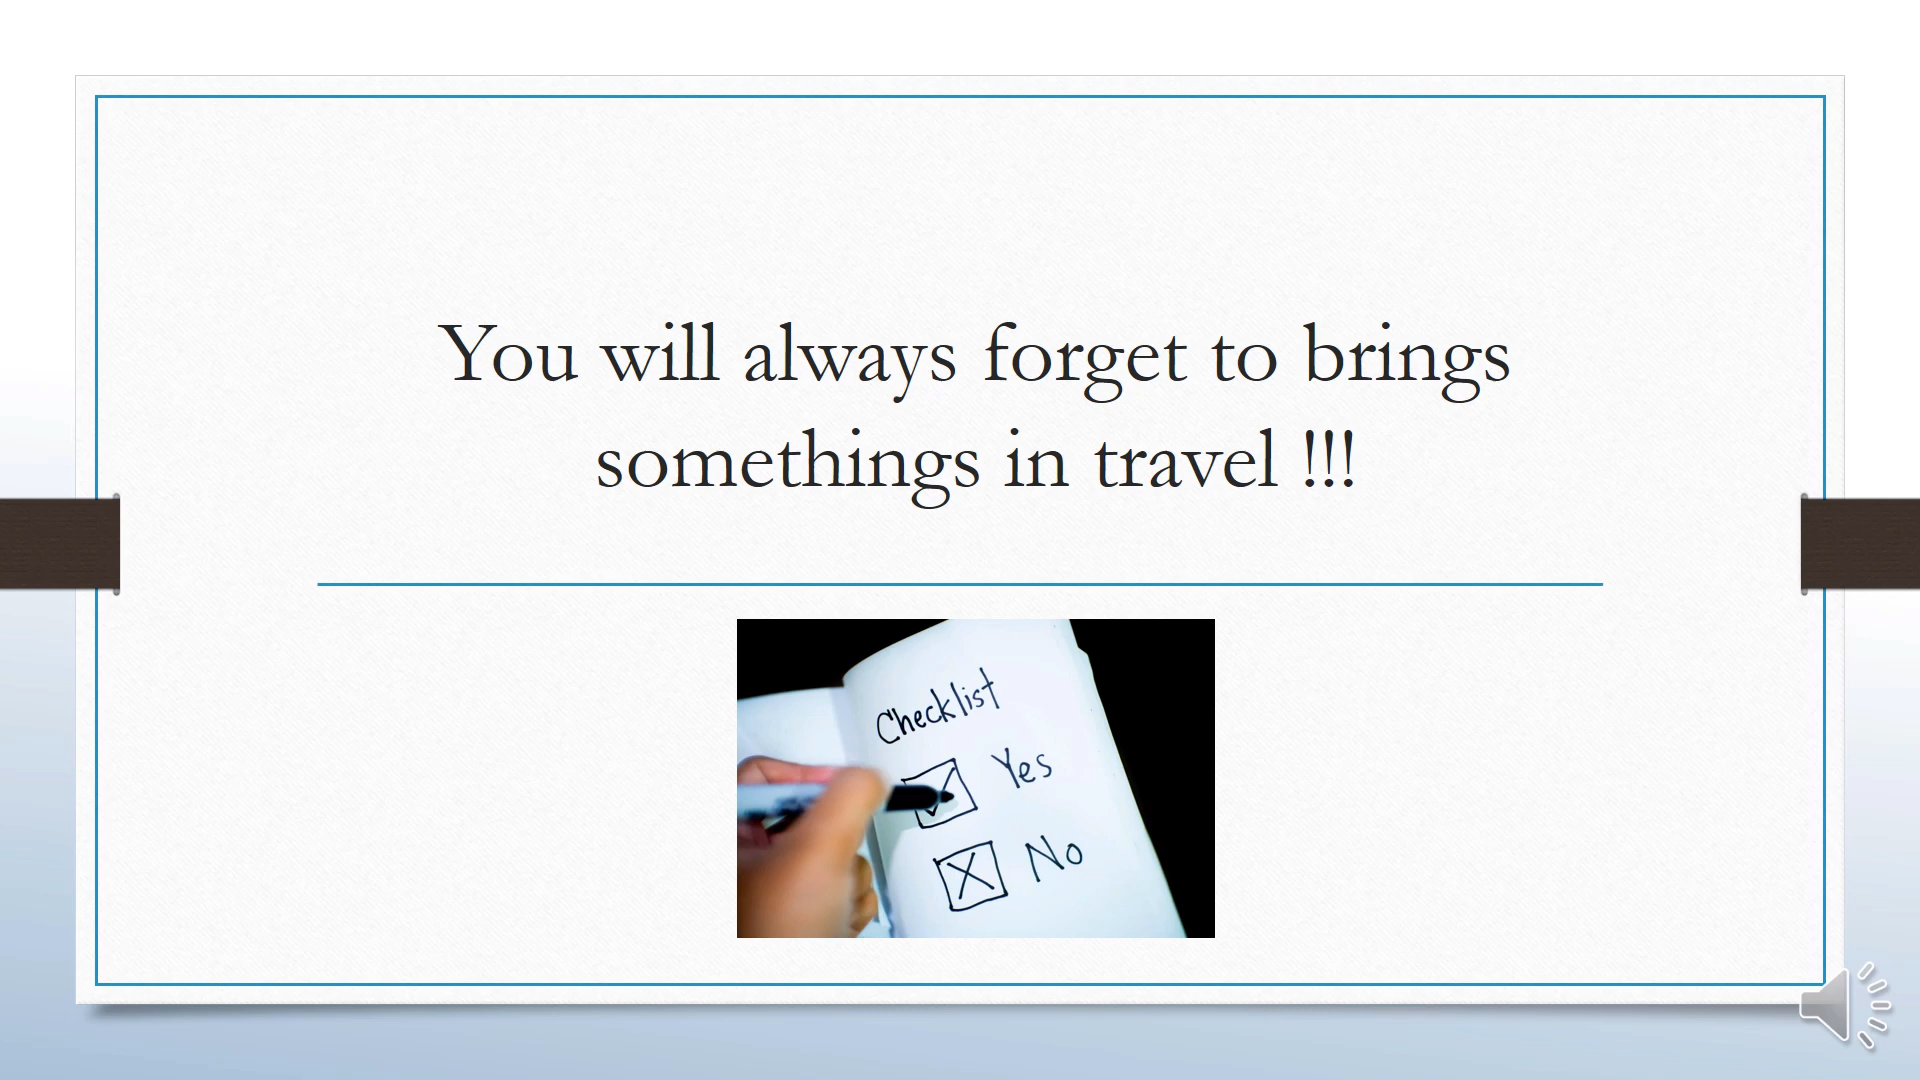 You will always forget to brings
somethings in travel !!!
Checklist
Yes
No